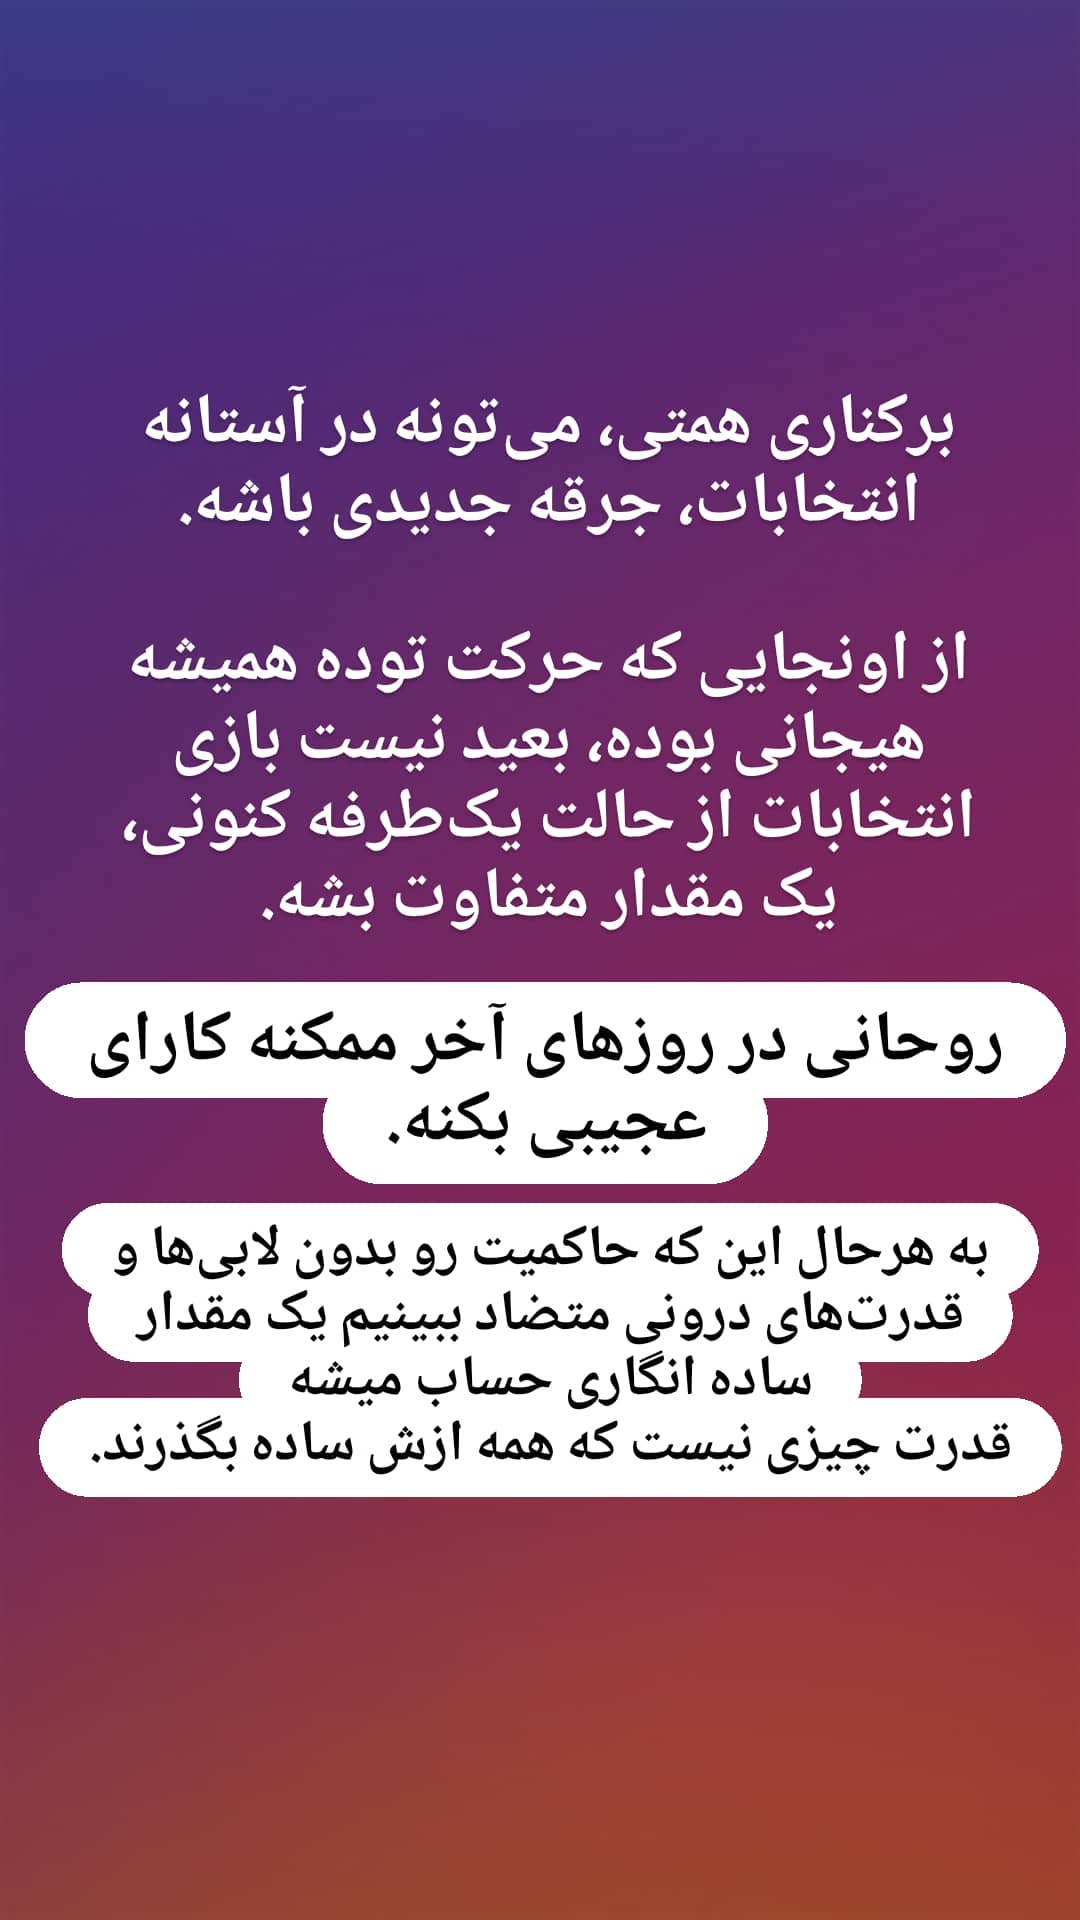 برکناری همتی، می‌تونه در آستانه
انتخابات، جرقه جدیدی باشه.
از اونجایی که حرکت توده همیشه
هیجانی بوده، بعید نیست بازی
انتخابات از حالت یک‌طرفه کنونی،
یک مقدار متفاوت بشه.
روحانی در روزهای آخر ممکنه کارای
عجیبی بکنه.
به هرحال این که حاکمیت رو بدون لابی‌ها و
قدرت‌های درونی متضاد ببینیم یک مقدار
ساده انگاری حساب میشه
قدرت چیزی نیست که همه ازش ساده بگذرند.